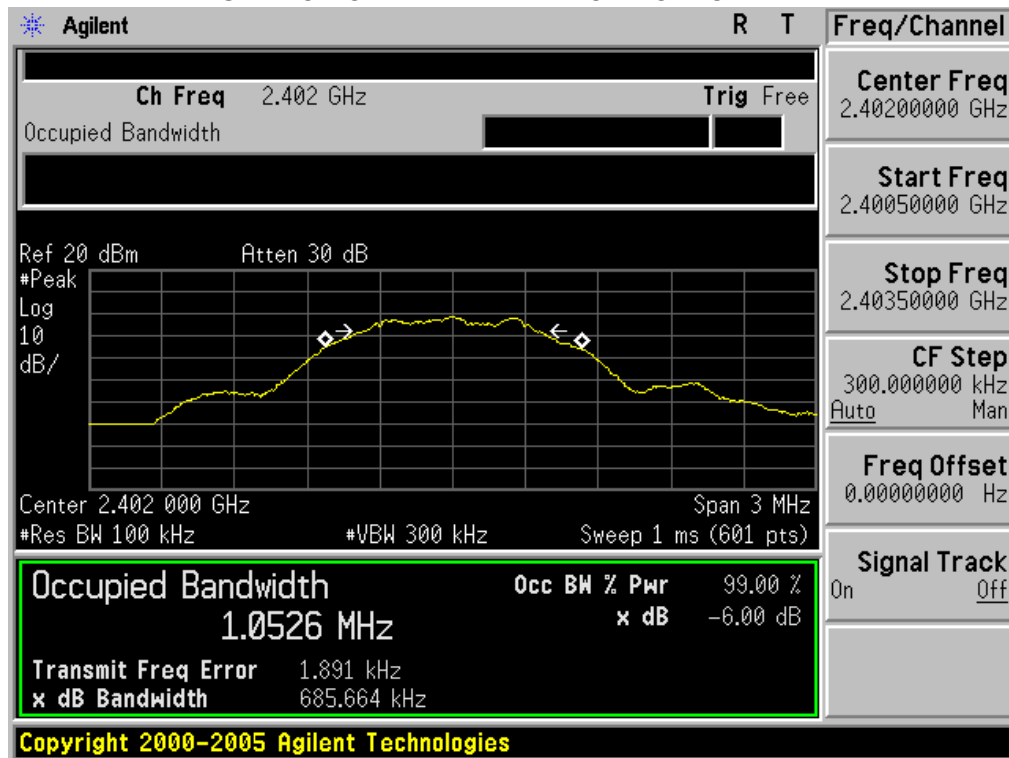 Agilent R T
Freq/Channel
Ch Freq 2.402 GHz Trig Free
Occupied Bandwidth
Center Freq
2.40200000 GHz
Start Freq
2.40050000 GHz
Stop Freq
2.40350000 GHz
CF Step
300.000000 kHz
Auto Man
Freq Offset
0.00000000 Hz
Signal Track
On Off
Ref 20 dBm Atten 30 dB
#Peak
Log
10
dB/
Center 2.402 000 GHz Span 3 MHz
#Res BW 100 kHz #VBW 300 kHz Sweep 1 ms (601 pts)
Occupied Bandwidth
1.0526 MHz
Occ BW % Pwr 99.00 %
x dB -6.00 dB
Transmit Freq Error 1.891 kHz
x dB Bandwidth 685.664 kHz
Copyright 2000-2005 Agilent Technologies